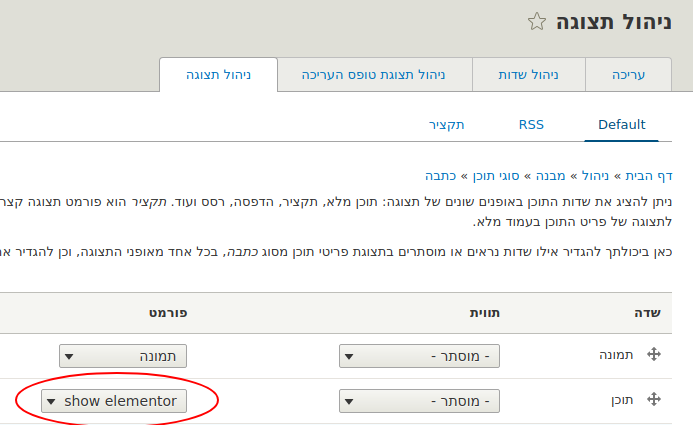 ניהול תצוגה
עריכה ניהול שדות ניהול תצוגת טופס העריכה ניהול תצוגה
Default RSS תקציר
דף הבית » ניהול » מבנה » סוגי תוכן » כתבה
ניתן להציג את שדות התוכן באופנים שונים של תצוגה: תוכן מלא, תקציר, הדפסה, רסס ועוד. תקציר הוא פורמט תצוגה קצר
לתצוגה של פריט התוכן בעמוד מלא.
כאן ביכולתך להגדיר אילו שדות נראים או מוסתרים בתצוגת פריטי תוכן מסוג כתבה, בכל אחד מאופני התצוגה, וכן להגדיר את
שדה תווית פורמט
תמונה - מוסתר - תמונה
תוכן - מוסתר - show elementor